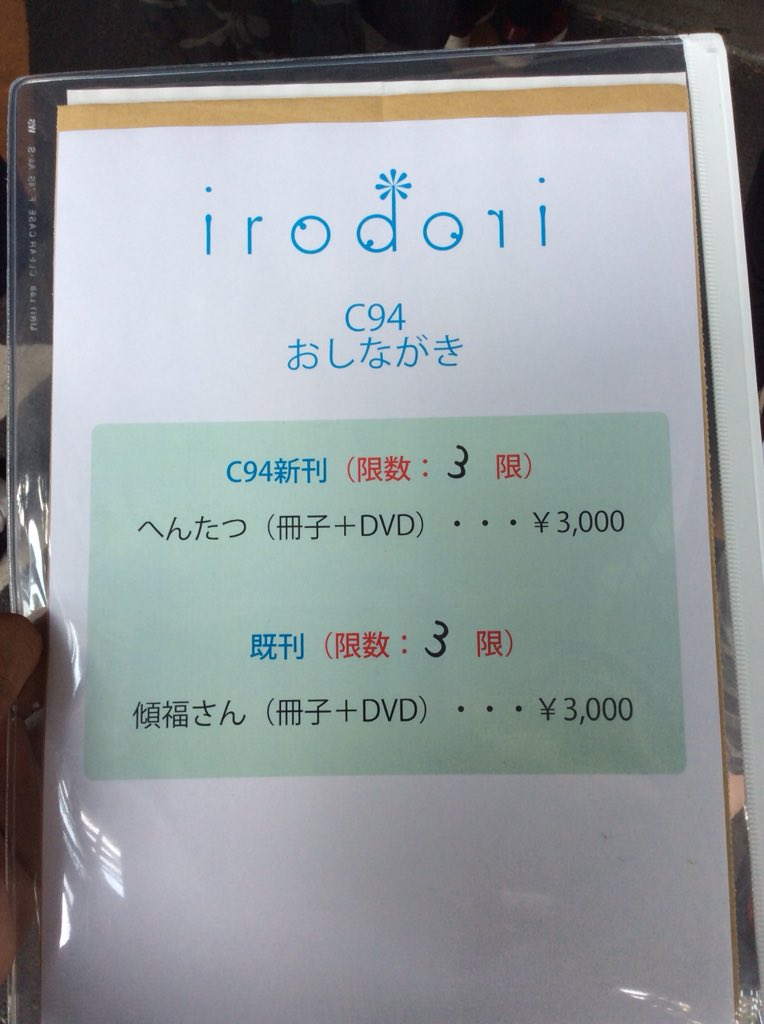 irodori
C94
おしながき
C94新刊（限数： 3 限）
へんたつ（冊子＋DVD）・・・￥3,000
既刊（限数： 3 限）
傾福さん（冊子＋DVD）・・・￥3,000